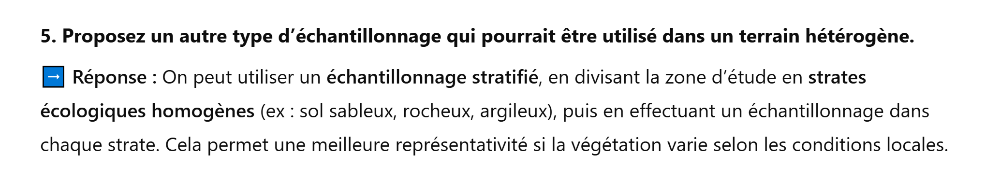 5. Proposez un autre type d’échantillonnage qui pourrait être utilisé dans un terrain hétérogène.
➡ Réponse : On peut utiliser un échantillonnage stratifié, en divisant la zone d’étude en strates
écologiques homogènes (ex : sol sableux, rocheux, argileux), puis en effectuant un échantillonnage dans
chaque strate. Cela permet une meilleure représentativité si la végétation varie selon les conditions locales.